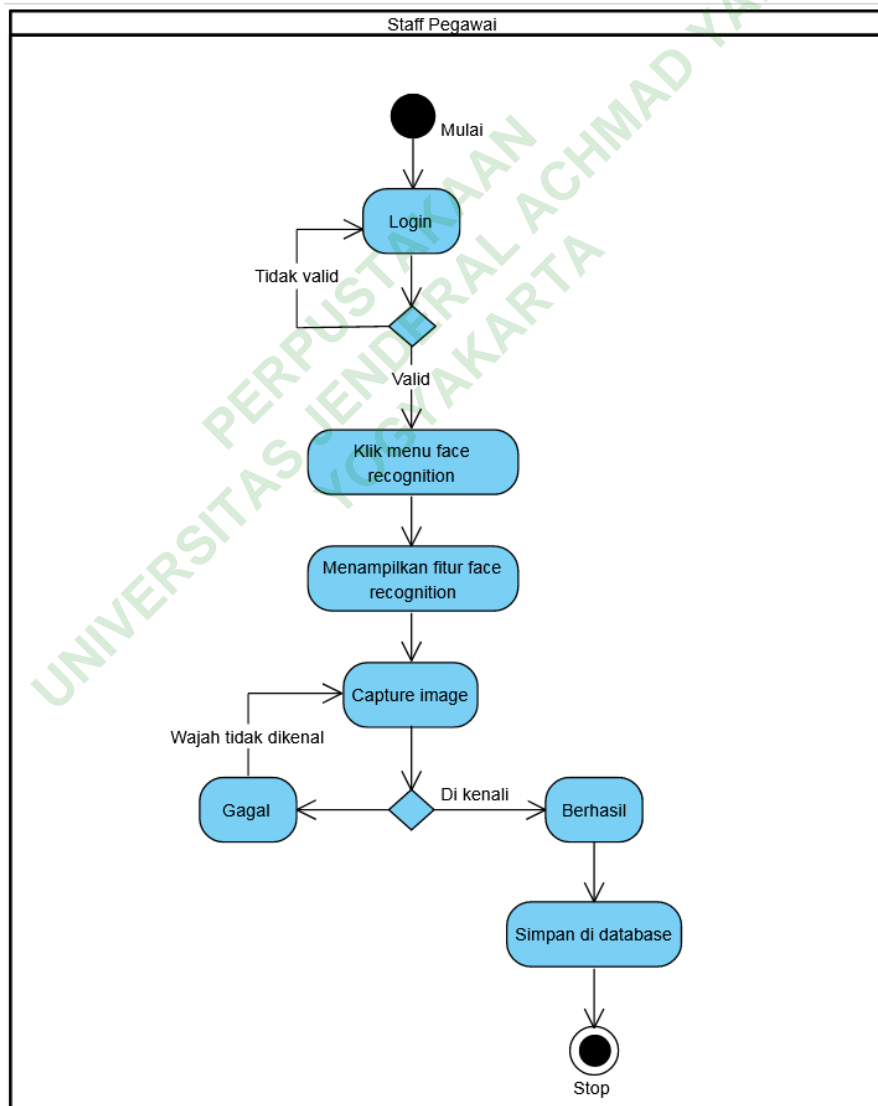 Staff Pegawai
Mulai
Login
Tidak valid
Valid
Klik menu face
recognition
Menampilkan fitur face
recognition
Capture image
Wajah tidak dikenal
Di kenali
Gagal
Berhasil
Simpan di database
Stop
PERPUSTAKAAN
UNIVERSITAS JENDERAL ACHMAD
YOGYAKARTA